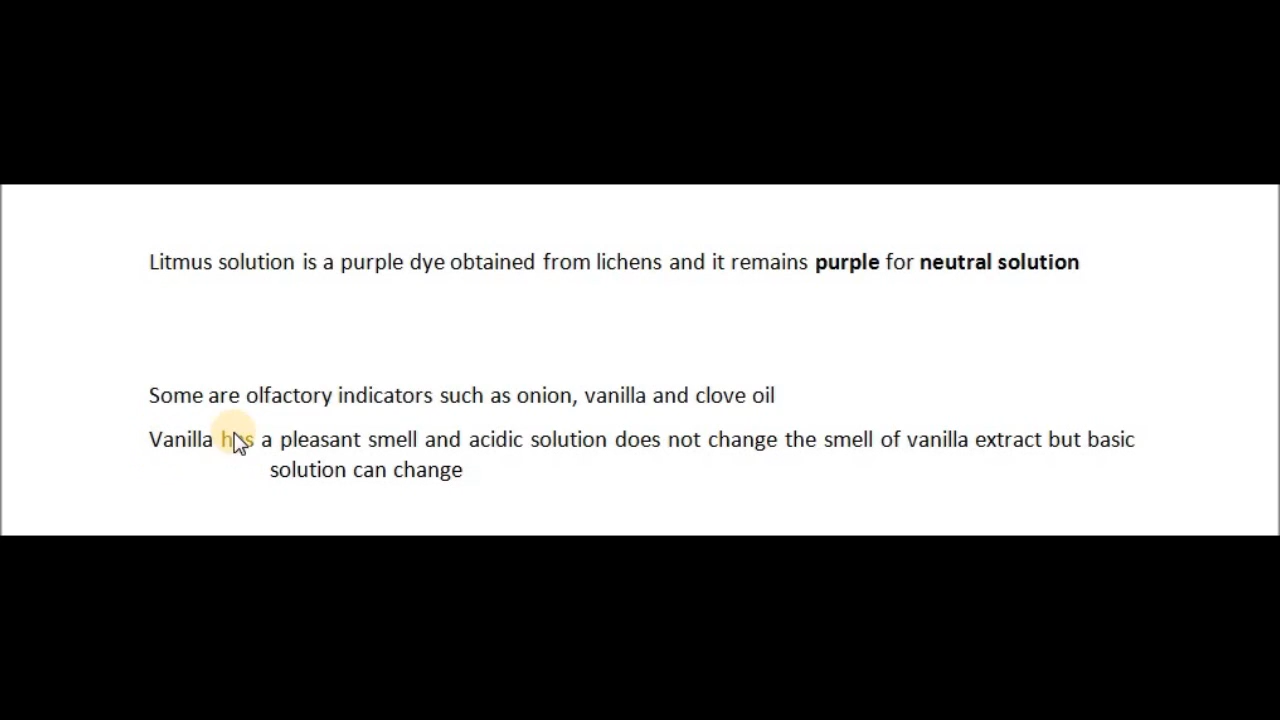 Litmus solution is a purple dye obtained from lichens and it remains purple for neutral solution
Some are olfactory indicators such as onion, vanilla and clove oil
Vanilla has a pleasant smell and acidic solution does not change the smell of vanilla extract but basic
solution can change